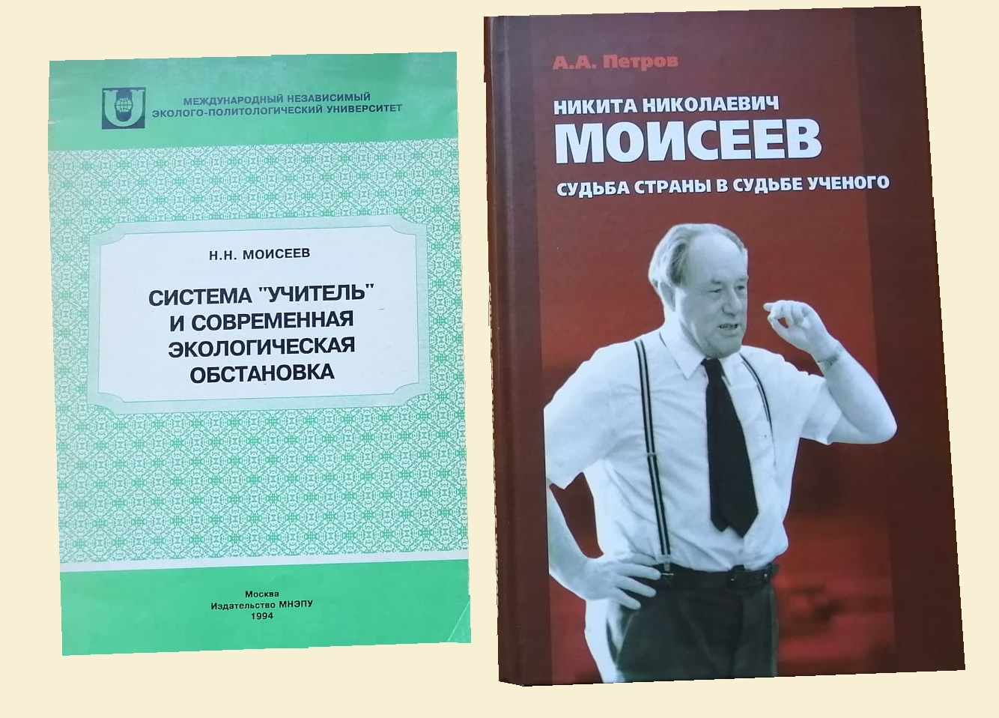 МЕЖДУНАРОДНЫЙ НЕЗАВИСИМЫЙ
ЭКОЛОГО-ПОЛИТОЛОГИЧЕСКИЙ УНИВЕРСИТЕТ
Н.Н. МОИСЕЕВ
СИСТЕМА "УЧИТЕЛЬ"
И СОВРЕМЕННАЯ
ЭКОЛОГИЧЕСКАЯ
ОБСТАНОВКА
Москва
Издательство МНЭПУ
1994
А.А. Петров
НИКИТА НИКОЛАЕВИЧ
МОИСЕЕВ
СУДЬБА СТРАНЫ В СУДЬБЕ УЧЕНОГО